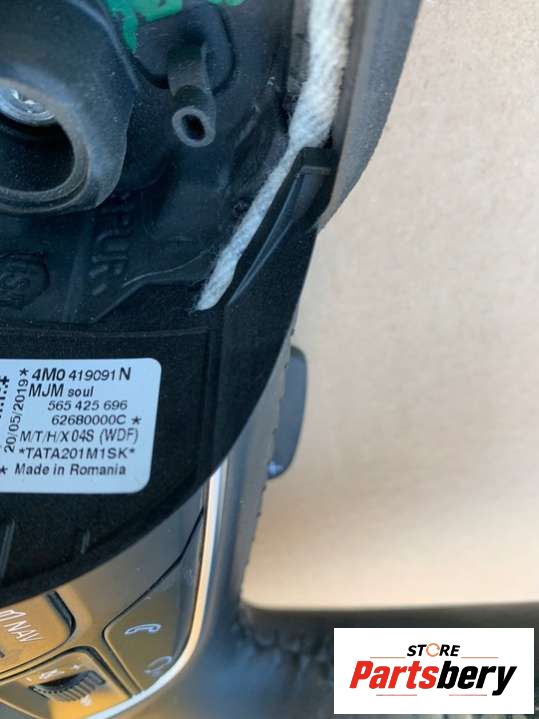 PUR
4M0 419091 N
MJM soul
565 425 696
62680000C *
M/T/H/X 04S (WDF)
*TATA201M1SK*
* Made in Romania
20/05/2019 *
NAV
STORE
Partsbery